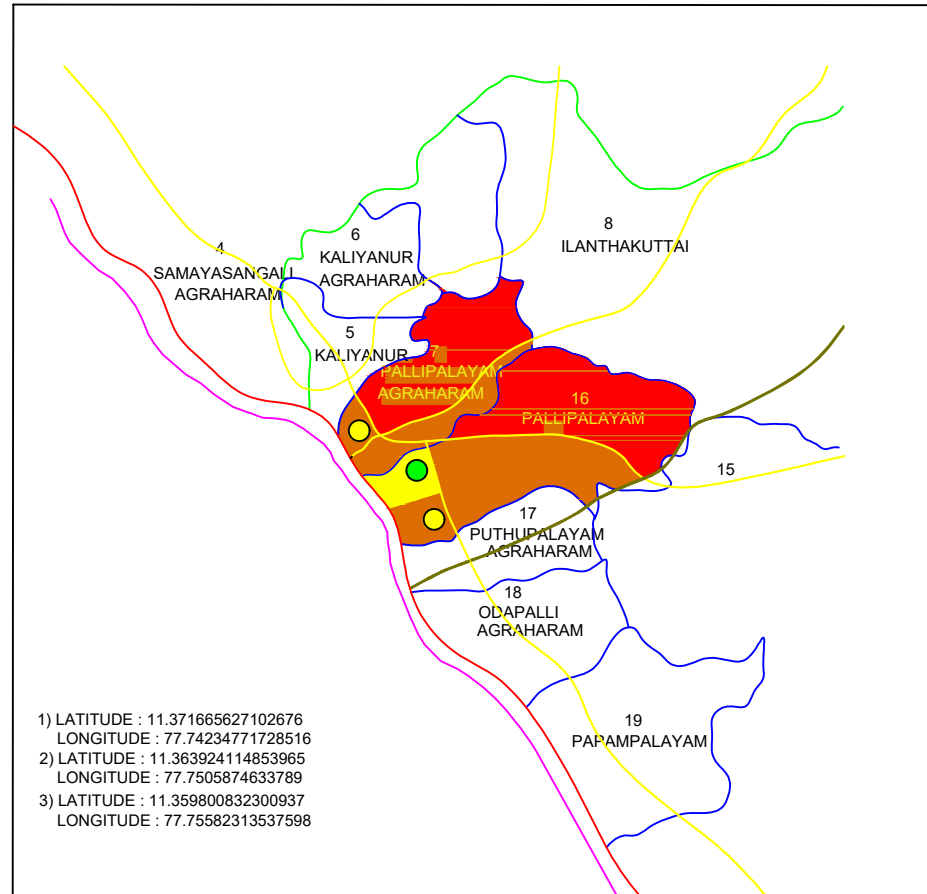 4
SAMAYASANGALI
AGRAHARAM
6
KALIYANUR
AGRAHARAM
8
ILANTHAKUTTAI
5
KALIYANUR
7
PALLIPALAYAM
AGRAHARAM
16
PALLIPALAYAM
15
17
PUTHUPALAYAM
AGRAHARAM
18
ODAPALLI
AGRAHARAM
19
PAPAMPALAYAM
1) LATITUDE : 11.371665627102676
LONGITUDE : 77.74234771728516
2) LATITUDE : 11.363924114853965
LONGITUDE : 77.7505874633789
3) LATITUDE : 11.359800832300937
LONGITUDE : 77.75582313537598